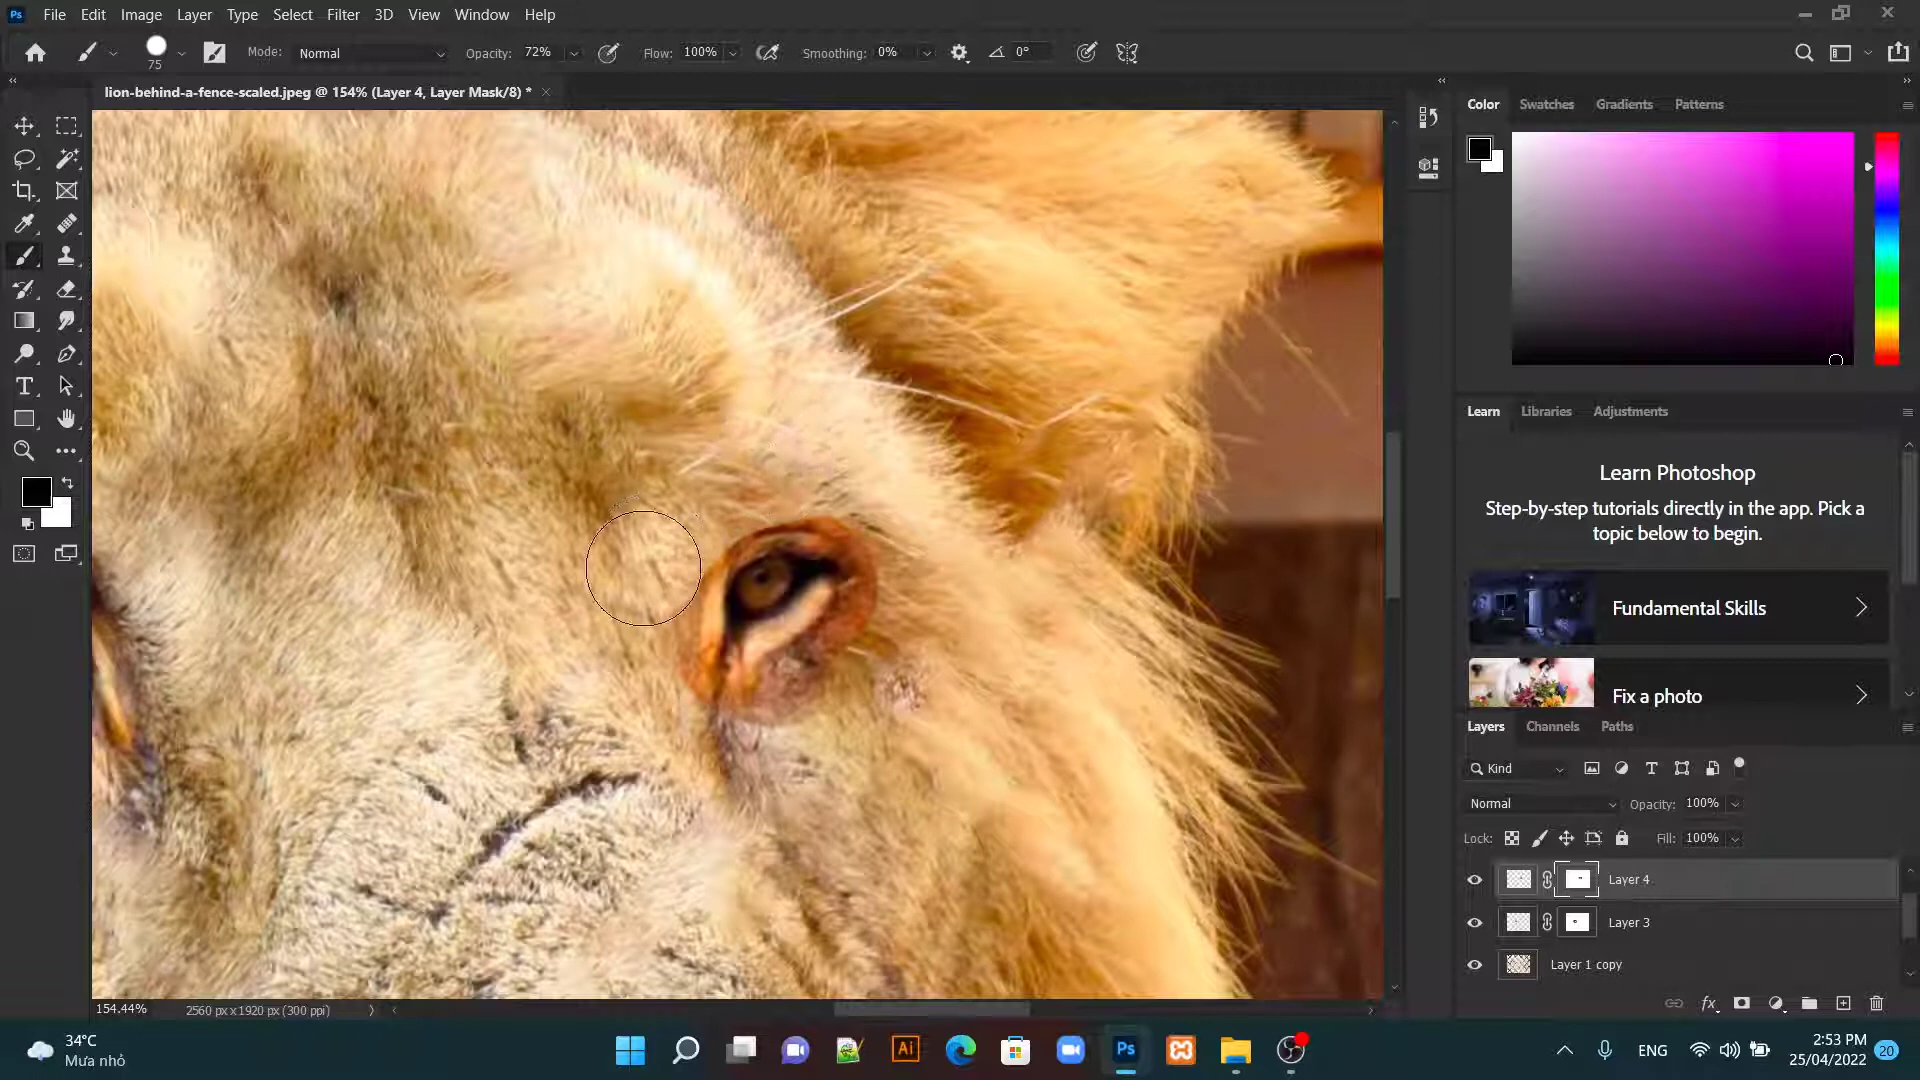 Ps File Edit Image Layer Type Select Filter 3D View Window Help
75 Mode: Normal Opacity: 72% Flow: 100% Smoothing: 0% 0°
lion-behind-a-fence-scaled.jpeg @ 154% (Layer 4, Layer Mask/8) * ×
Color Swatches Gradients Patterns
Learn Libraries Adjustments
Learn Photoshop
Step-by-step tutorials directly in the app. Pick a
topic below to begin.
Fundamental Skills
Fix a photo
Layers Channels Paths
Kind
Normal Opacity: 100%
Lock: Fill: 100%
Layer 4
Layer 3
Layer 1 copy
154.44% 2560 px x 1920 px (300 ppi)
34°C
Mưa nhỏ
Ai
Ps
ENG
2:53 PM
25/04/2022
20